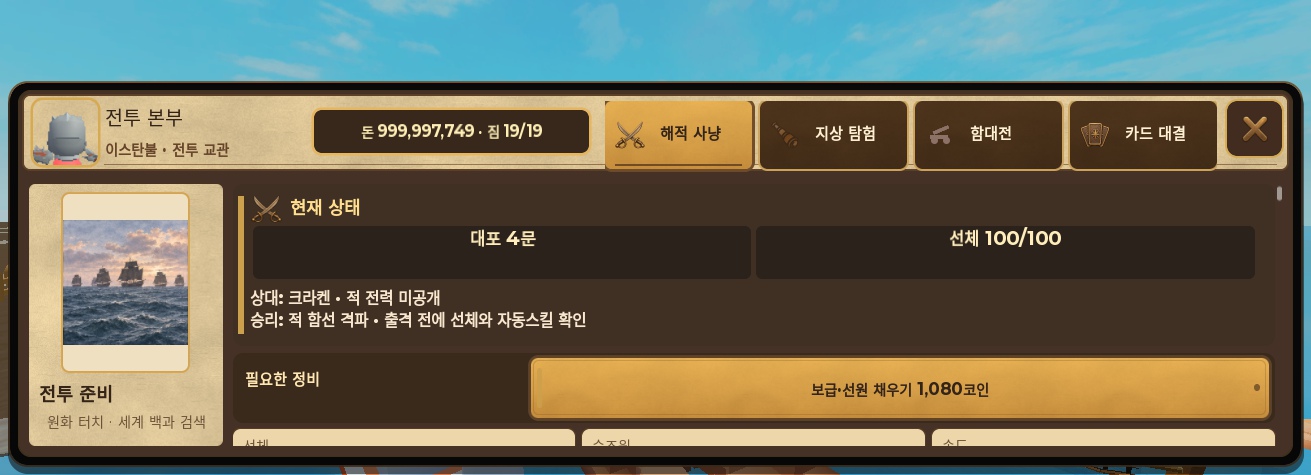 전투 본부
이스탄불 • 전투 교관
돈 999,997,749 · 짐 19/19
해적 사냥
지상 탐험
함대전
카드 대결
현재 상태
대포 4문
선체 100/100
상대: 크라켄 • 적 전력 미공개
승리: 적 함선 격파 • 출격 전에 선체와 자동스킬 확인
전투 준비
원화 터치 · 세계 백과 검색
필요한 정비
보급·선원 채우기 1,080코인
선체
속도